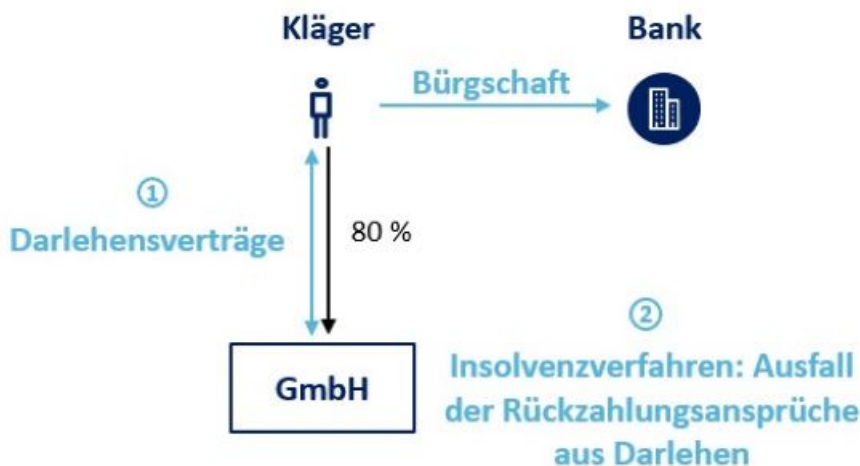 Kläger
Bank
Bürgschaft
①
Darlehensverträge
80 %
②
GmbH
Insolvenzverfahren: Ausfall
der Rückzahlungsansprüche
aus Darlehen